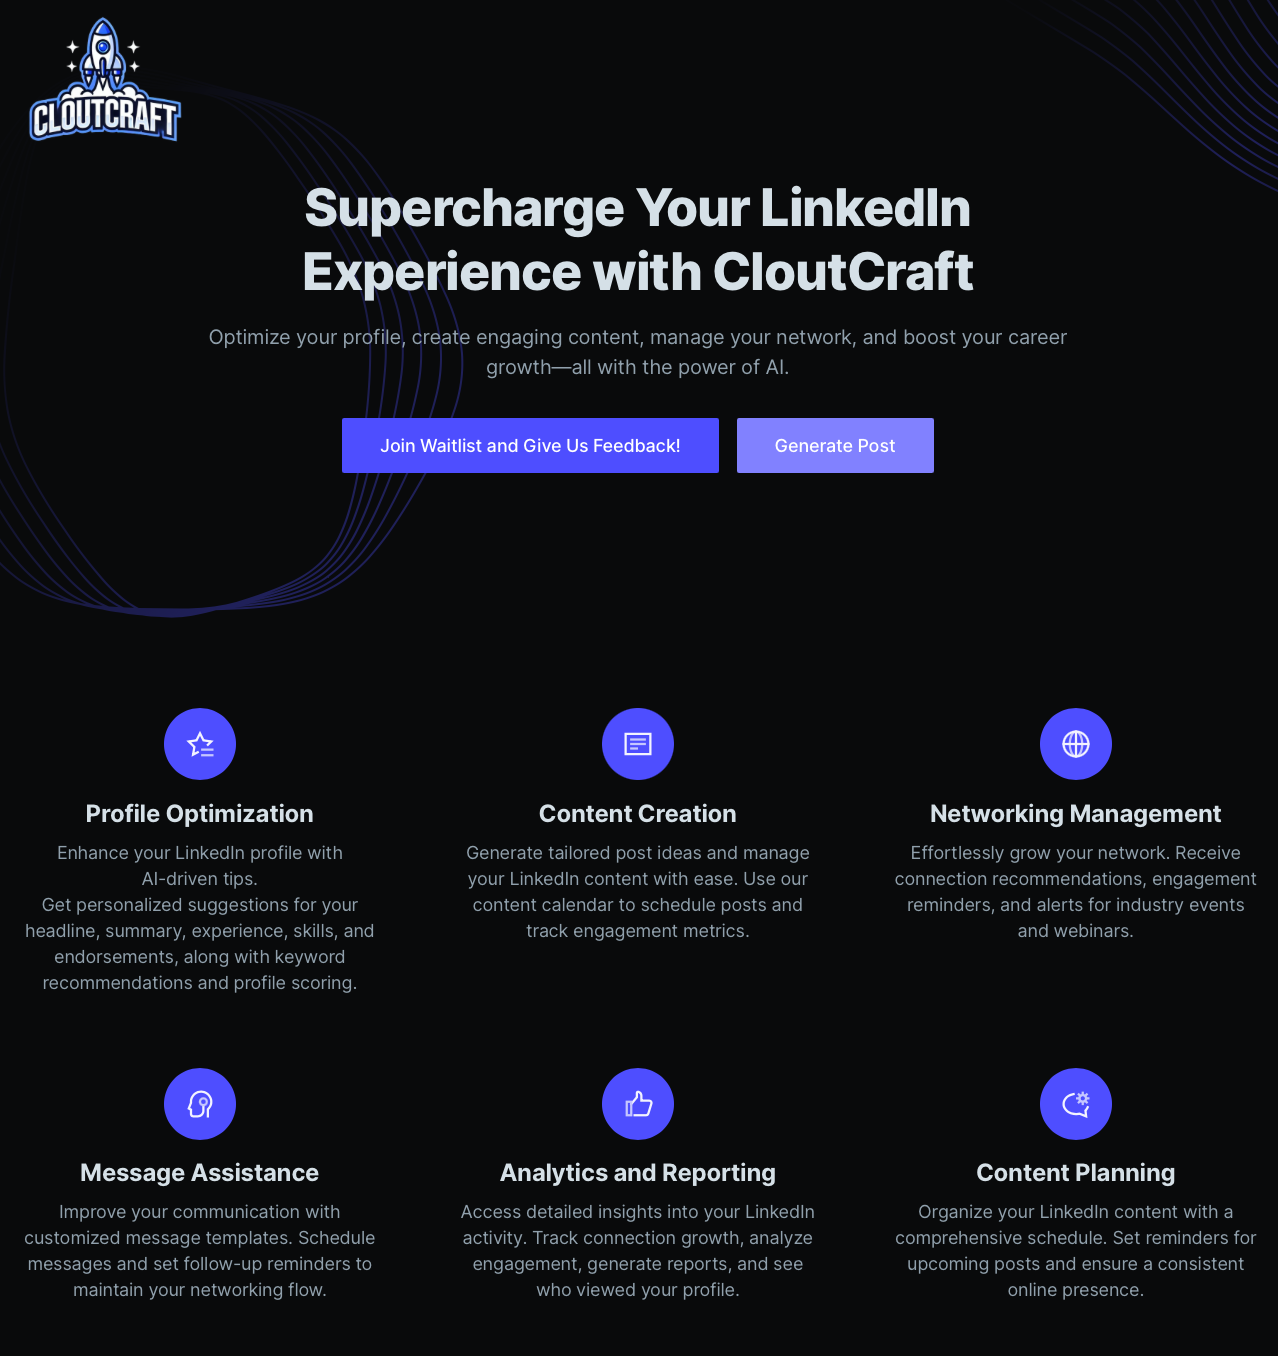 CLOUTCRAFT
Supercharge Your LinkedIn
Experience with CloutCraft
Optimize your profile, create engaging content, manage your network, and boost your career
growth—all with the power of AI.
Join Waitlist and Give Us Feedback!
Generate Post
Profile Optimization
Enhance your LinkedIn profile with
AI-driven tips.
Get personalized suggestions for your
headline, summary, experience, skills, and
endorsements, along with keyword
recommendations and profile scoring.
Content Creation
Generate tailored post ideas and manage
your LinkedIn content with ease. Use our
content calendar to schedule posts and
track engagement metrics.
Networking Management
Effortlessly grow your network. Receive
connection recommendations, engagement
reminders, and alerts for industry events
and webinars.
Message Assistance
Improve your communication with
customized message templates. Schedule
messages and set follow-up reminders to
maintain your networking flow.
Analytics and Reporting
Access detailed insights into your LinkedIn
activity. Track connection growth, analyze
engagement, generate reports, and see
who viewed your profile.
Content Planning
Organize your LinkedIn content with a
comprehensive schedule. Set reminders for
upcoming posts and ensure a consistent
online presence.